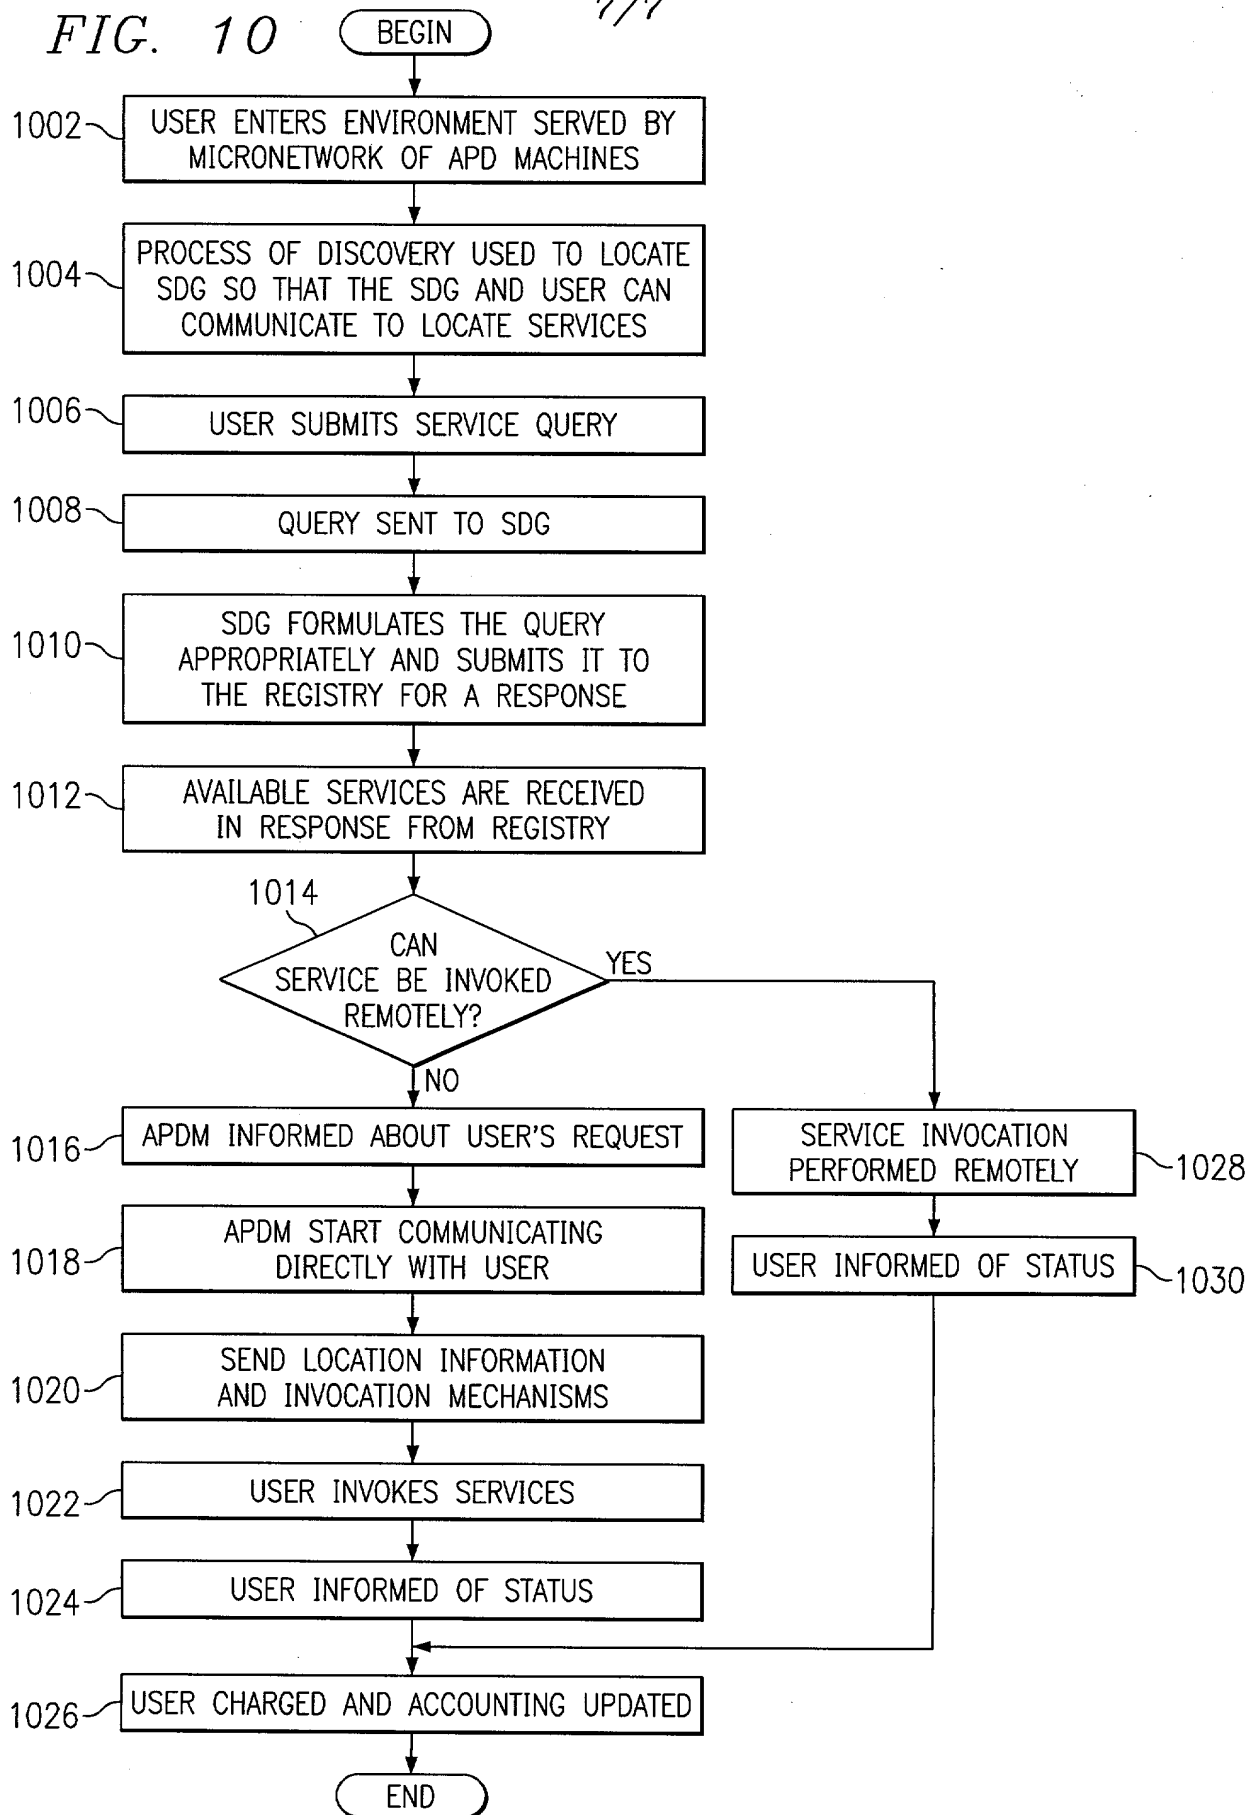 7/7
FIG. 10
BEGIN
1002
USER ENTERS ENVIRONMENT SERVED BY
MICRONETWORK OF APD MACHINES
1004
PROCESS OF DISCOVERY USED TO LOCATE
SDG SO THAT THE SDG AND USER CAN
COMMUNICATE TO LOCATE SERVICES
1006
USER SUBMITS SERVICE QUERY
1008
QUERY SENT TO SDG
1010
SDG FORMULATES THE QUERY
APPROPRIATELY AND SUBMITS IT TO
THE REGISTRY FOR A RESPONSE
1012
AVAILABLE SERVICES ARE RECEIVED
IN RESPONSE FROM REGISTRY
1014
CAN
SERVICE BE INVOKED
REMOTELY?
YES
NO
1016
APDM INFORMED ABOUT USER'S REQUEST
1018
APDM START COMMUNICATING
DIRECTLY WITH USER
1020
SEND LOCATION INFORMATION
AND INVOCATION MECHANISMS
1022
USER INVOKES SERVICES
1024
USER INFORMED OF STATUS
SERVICE INVOCATION
PERFORMED REMOTELY
1028
USER INFORMED OF STATUS
1030
1026
USER CHARGED AND ACCOUNTING UPDATED
END